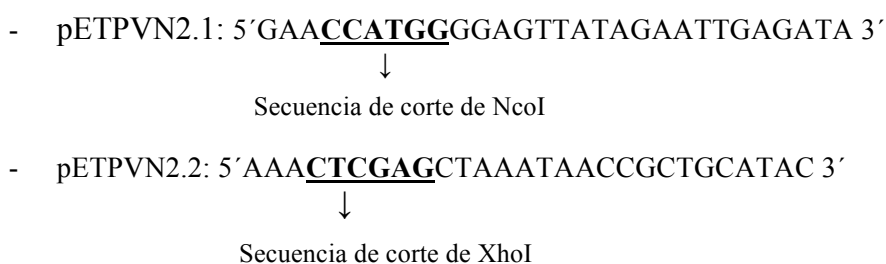 - pETPVN2.1: 5´GAACCATGGGGAGTTATAGAATTGAGATA 3´
↓
Secuencia de corte de NcoI
- pETPVN2.2: 5´AAACTCGAGCTAAATAACCGCTGCATAC 3´
↓
Secuencia de corte de XhoI